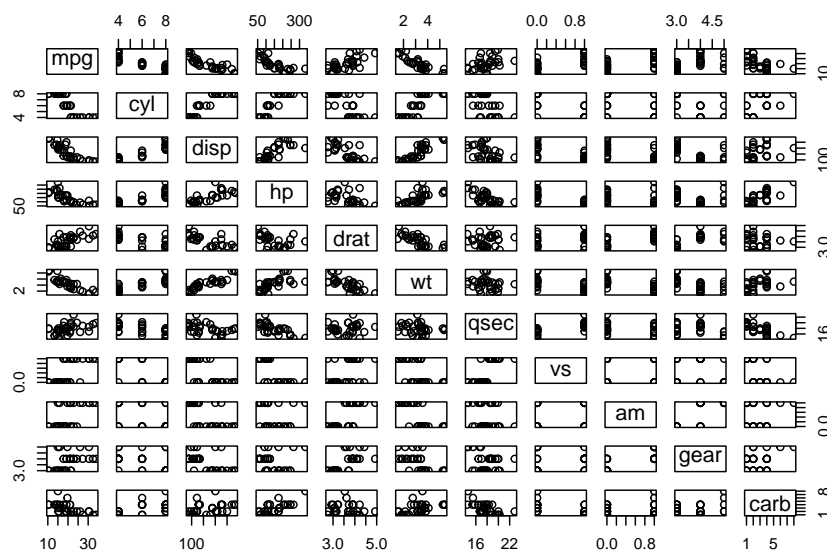 4 8 50 300 2 4 0.0 0.8 3.0 4.5
mpg 10
8 4 cyl
disp 100
50 hp
drat 3.0
2 wt
qsec 16
0.0 vs
am 0.0
3.0 gear
carb 1 8
10 30 100 3.0 5.0 16 22 0.0 0.8 1 5